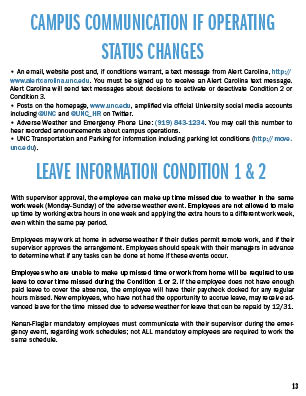 CAMPUS COMMUNICATION IF OPERATING
STATUS CHANGES
• An email, website post and, if conditions warrant, a text message from Alert Carolina, http://
www.alertcarolina.unc.edu. You must be signed up to receive an Alert Carolina text message.
Alert Carolina will send text messages about decisions to activate or deactivate Condition 2 or
Condition 3.
• Posts on the homepage, www.unc.edu, amplified via official University social media accounts
including @UNC and @UNC_HR on Twitter.
• Adverse Weather and Emergency Phone Line: (919) 843-1234. You may call this number to
hear recorded announcements about campus operations.
• UNC Transportation and Parking for information including parking lot conditions (http://move.
unc.edu).
LEAVE INFORMATION CONDITION 1 & 2
With supervisor approval, the employee can make up time missed due to weather in the same
work week (Monday-Sunday) of the adverse weather event. Employees are not allowed to make
up time by working extra hours in one week and applying the extra hours to a different work week,
even within the same pay period.
Employees may work at home in adverse weather if their duties permit remote work, and if their
supervisor approves the arrangement. Employees should speak with their managers in advance
to determine what if any tasks can be done at home if these events occur.
Employees who are unable to make up missed time or work from home will be required to use
leave to cover time missed during the Condition 1 or 2. If the employee does not have enough
paid leave to cover the absence, the employee will have their paycheck docked for any regular
hours missed. New employees, who have not had the opportunity to accrue leave, may receive ad-
vanced leave for the time missed due to adverse weather for leave that can be repaid by 12/31.
Kenan-Flagler mandatory employees must communicate with their supervisor during the emer-
gency event, regarding work schedules; not ALL mandatory employees are required to work the
same schedule.
13